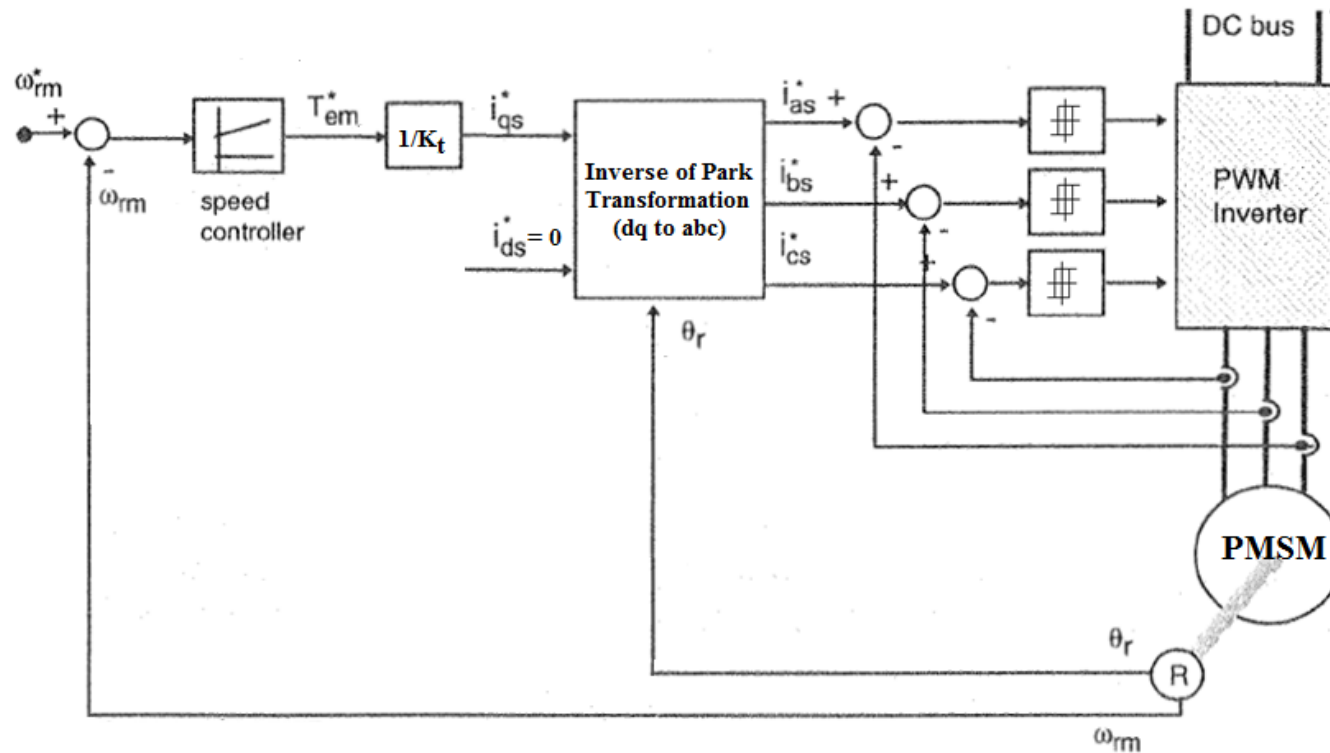 DC bus
ω*rm
+
-
ωrm
speed
controller
T*em
1/Kt
i*qs
i*ds = 0
Inverse of Park
Transformation
(dq to abc)
θr
i*as
+
-
i*bs
+
-
i*cs
+
-
PWM
Inverter
PMSM
θr
R
ωrm